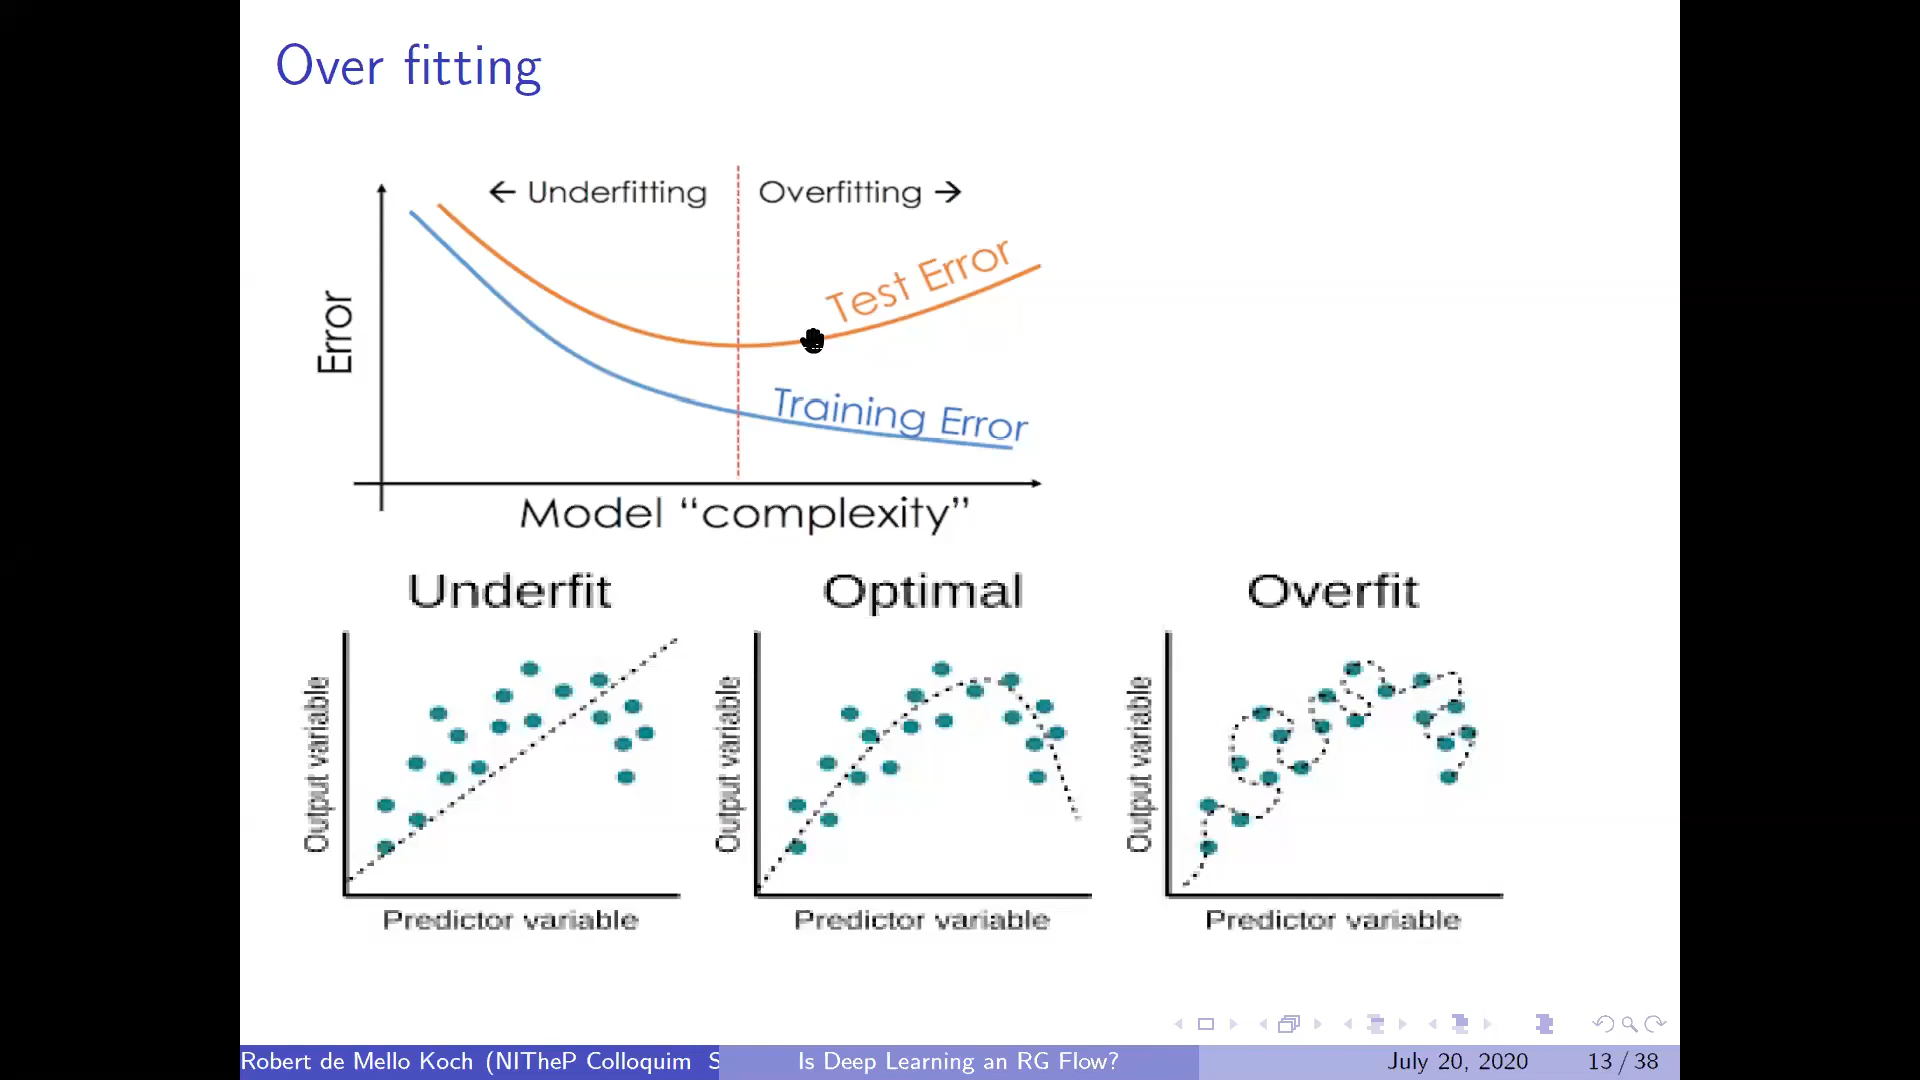 Over fitting
← Underfitting
Overfitting →
Test Error
Error
Training Error
Model “complexity”
Underfit
Optimal
Overfit
Output variable
Output variable
Output variable
Predictor variable
Predictor variable
Predictor variable
Robert de Mello Koch (NITheP Colloquim S
Is Deep Learning an RG Flow?
July 20, 2020
13 / 38